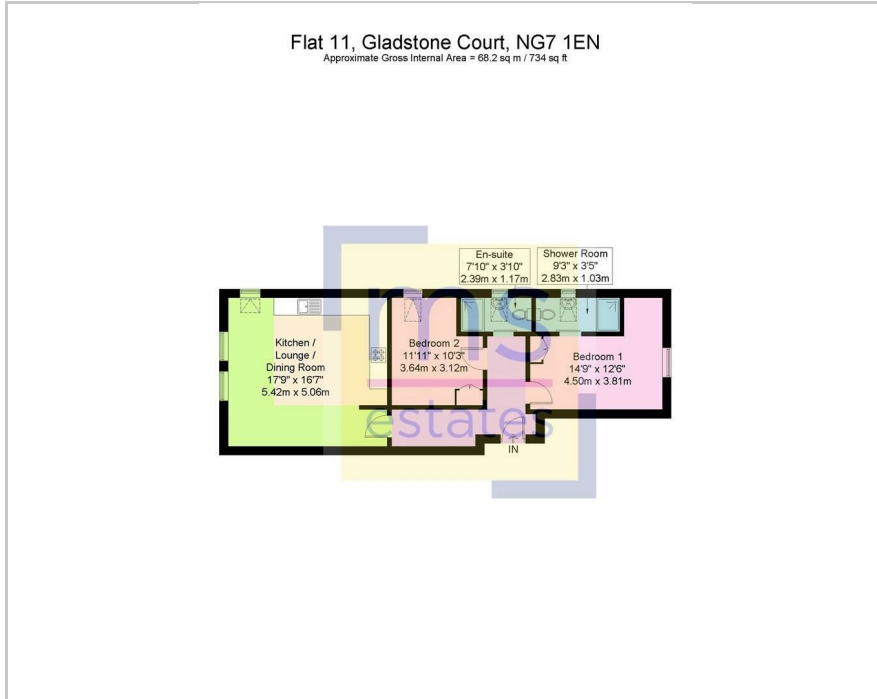 Flat 11, Gladstone Court, NG7 1EN
Approximate Gross Internal Area = 68.2 sq m / 734 sq ft
En-suite
7'10" x 3'10"
2.39m x 1.17m
Shower Room
9'3" x 3'5"
2.83m x 1.03m
Kitchen /
Lounge /
Dining Room
17'9" x 16'7"
5.42m x 5.06m
Bedroom 2
11'11" x 10'3"
3.64m x 3.12m
Bedroom 1
14'9" x 12'6"
4.50m x 3.81m
ms
estates
IN